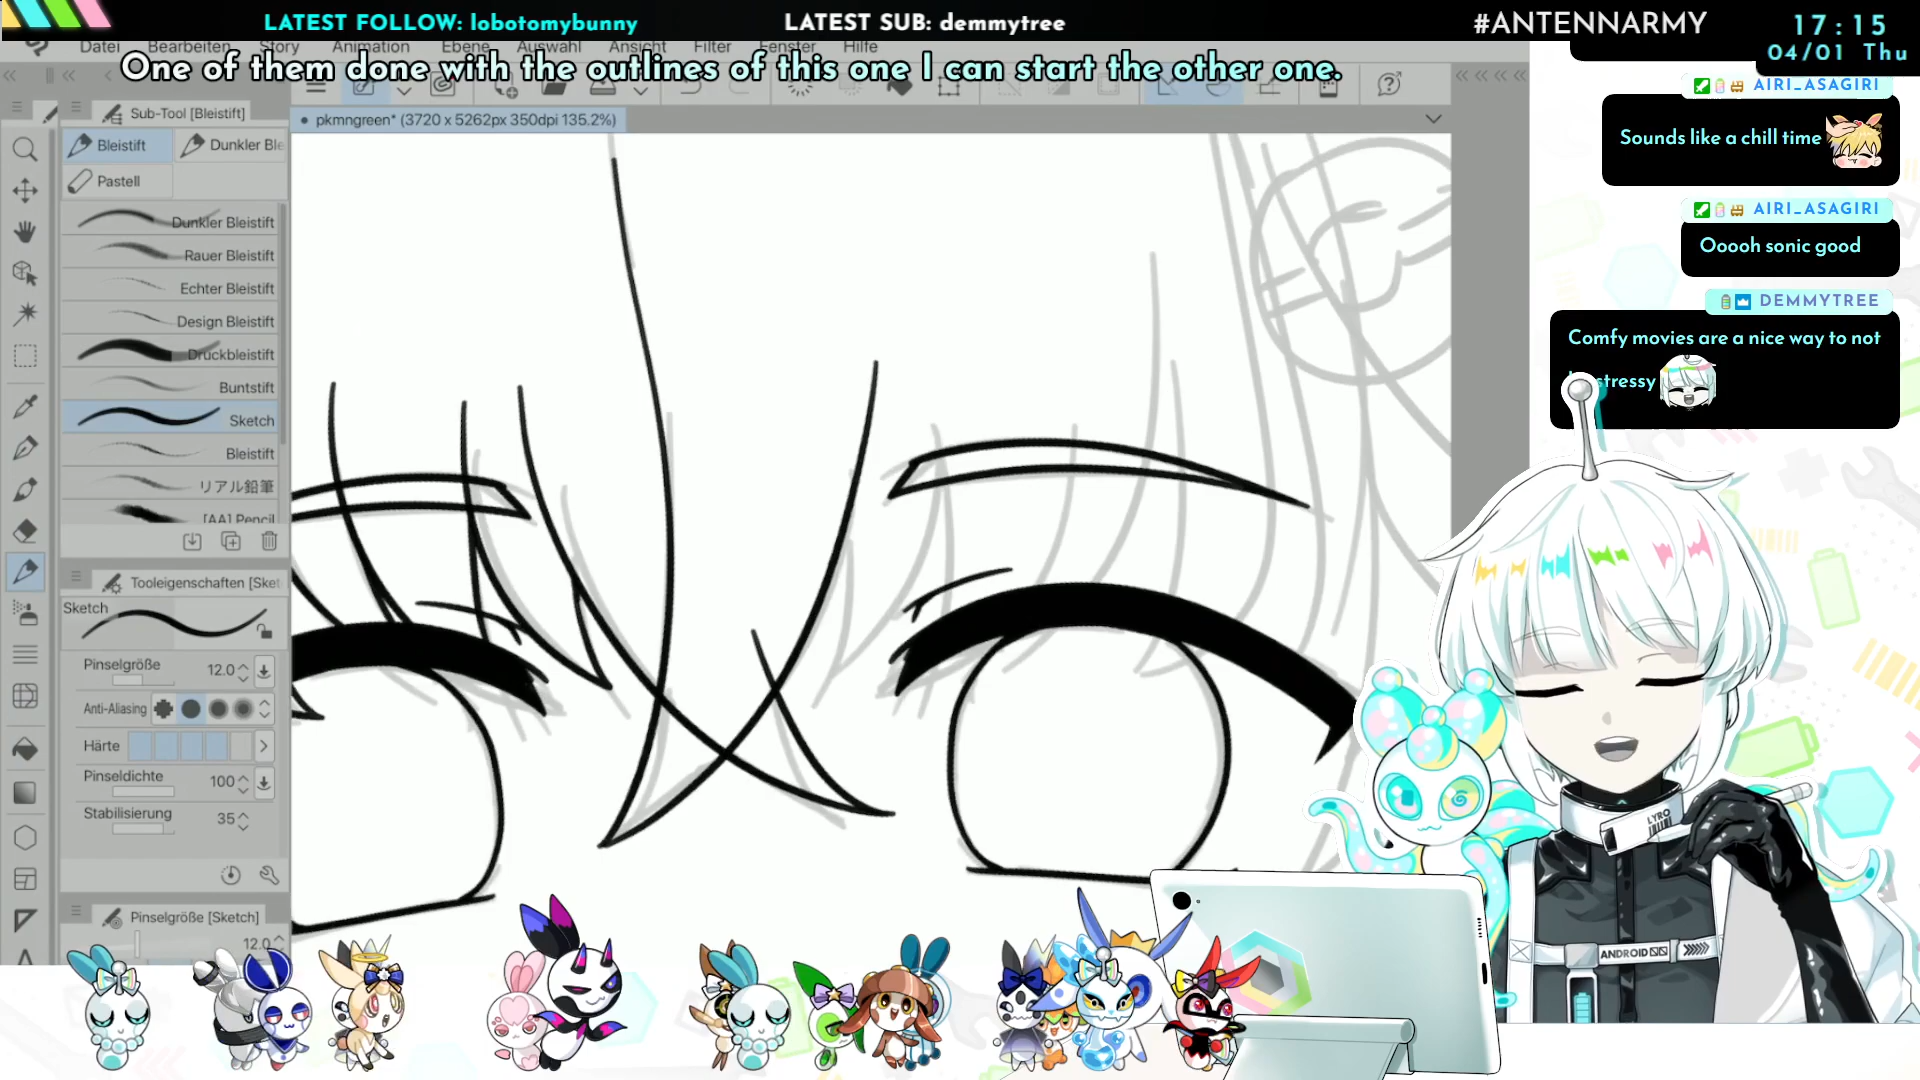 LATEST FOLLOW: lobotomybunny
LATEST SUB: demmytree
#ANTENNARMY
17:15
04/01 Thu
Datei Bearbeiten Story Animation Ebene Auswahl Ansicht Filter Fenster Hilfe
One of them done with the outlines of this one I can start the other one.
Sub-Tool [Bleistift]
pkmngreen* (3720 x 5262px 350dpi 135.2%)
Bleistift
Dunkler Ble
Pastell
Dunkler Bleistift
Rauer Bleistift
Echter Bleistift
Design Bleistift
Druckbleistift
Buntstift
Sketch
Bleistift
リアル鉛筆
[AA] Pencil
Tooleigenschaften [Sket
Sketch
Pinselgröße 12.0
Anti-Aliasing
Härte
Pinseldichte 100
Stabilisierung 35
Pinselgröße [Sketch]
12.0
AIRI_ASAGIRI
Sounds like a chill time
AIRI_ASAGIRI
Ooooh sonic good
DEMMYTREE
Comfy movies are a nice way to not
stressy
LYRO
ANDROID